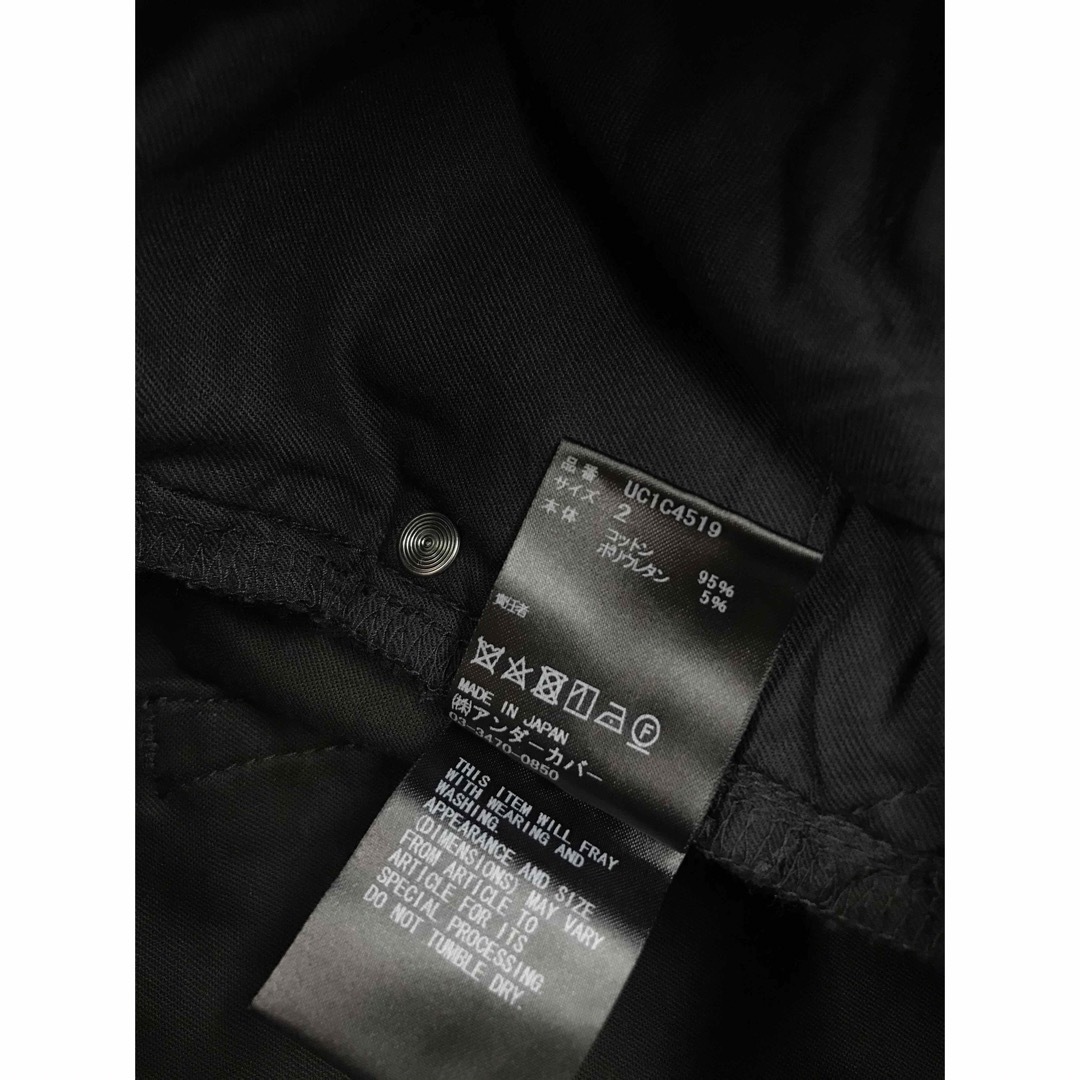 品番 UC1C4519
サイズ 2
本体 コットン 95%
ポリウレタン 5%
責任者
MADE IN JAPAN
(株)アンダーカバー
03-3470-0850
THIS ITEM WILL FRAY
WITH WEARING AND
WASHING.
APPEARANCE AND SIZE
(DIMENSIONS) MAY VARY
FROM ARTICLE TO
ARTICLE FOR ITS
SPECIAL PROCESSING.
DO NOT TUMBLE DRY.
F